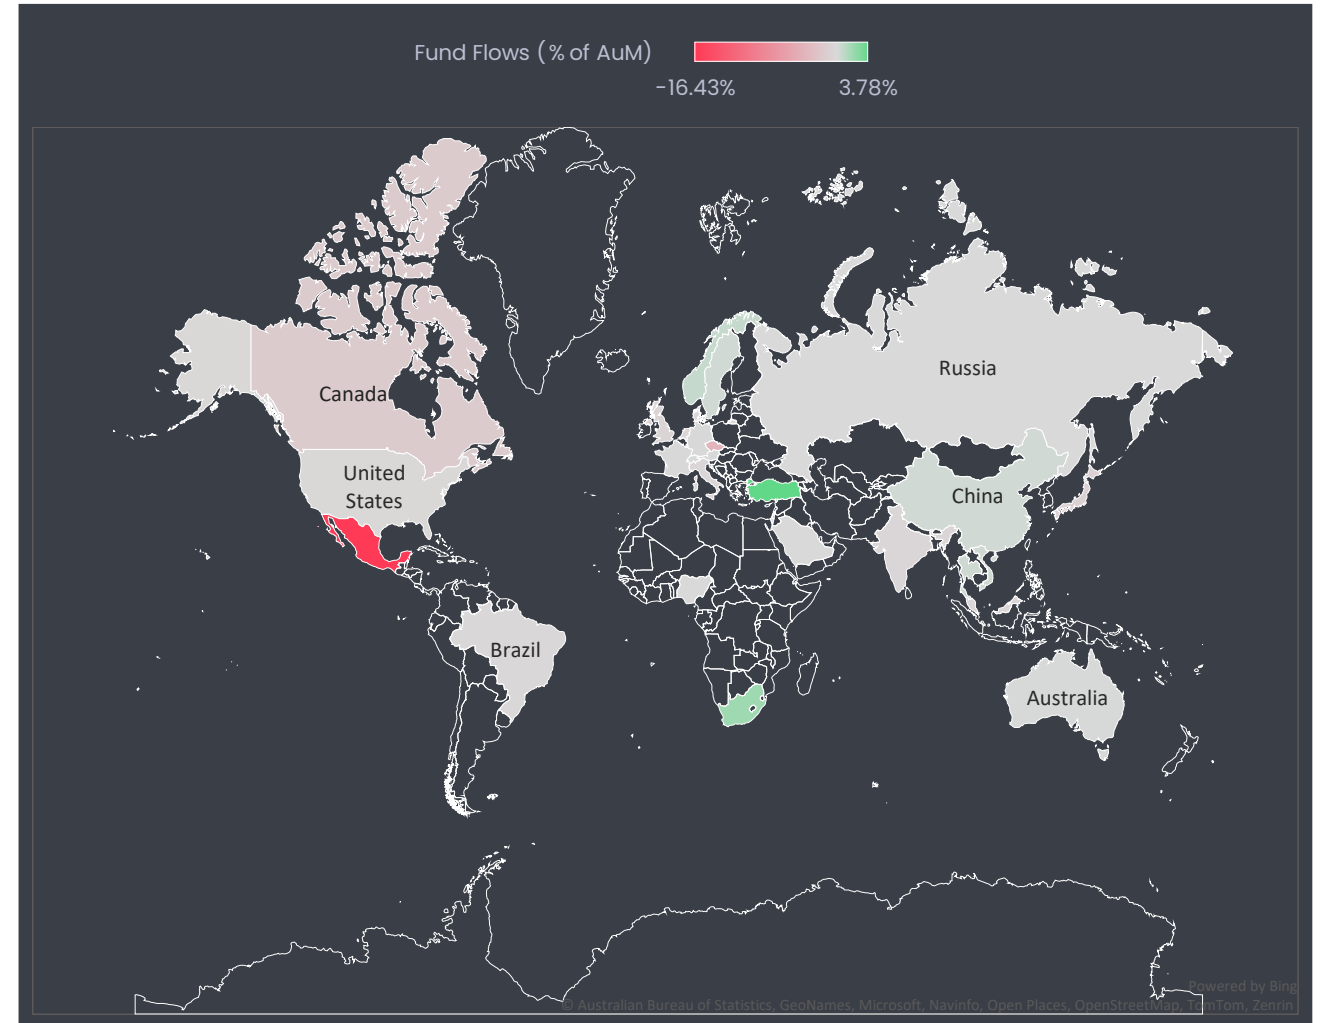 Fund Flows (% of AuM)
-16.43% 3.78%
Canada
Russia
United
States
China
Brazil
Australia
Powered by Bing
© Australian Bureau of Statistics, GeoNames, Microsoft, Navinfo, Open Places, OpenStreetMap, TomTom, Zenrin